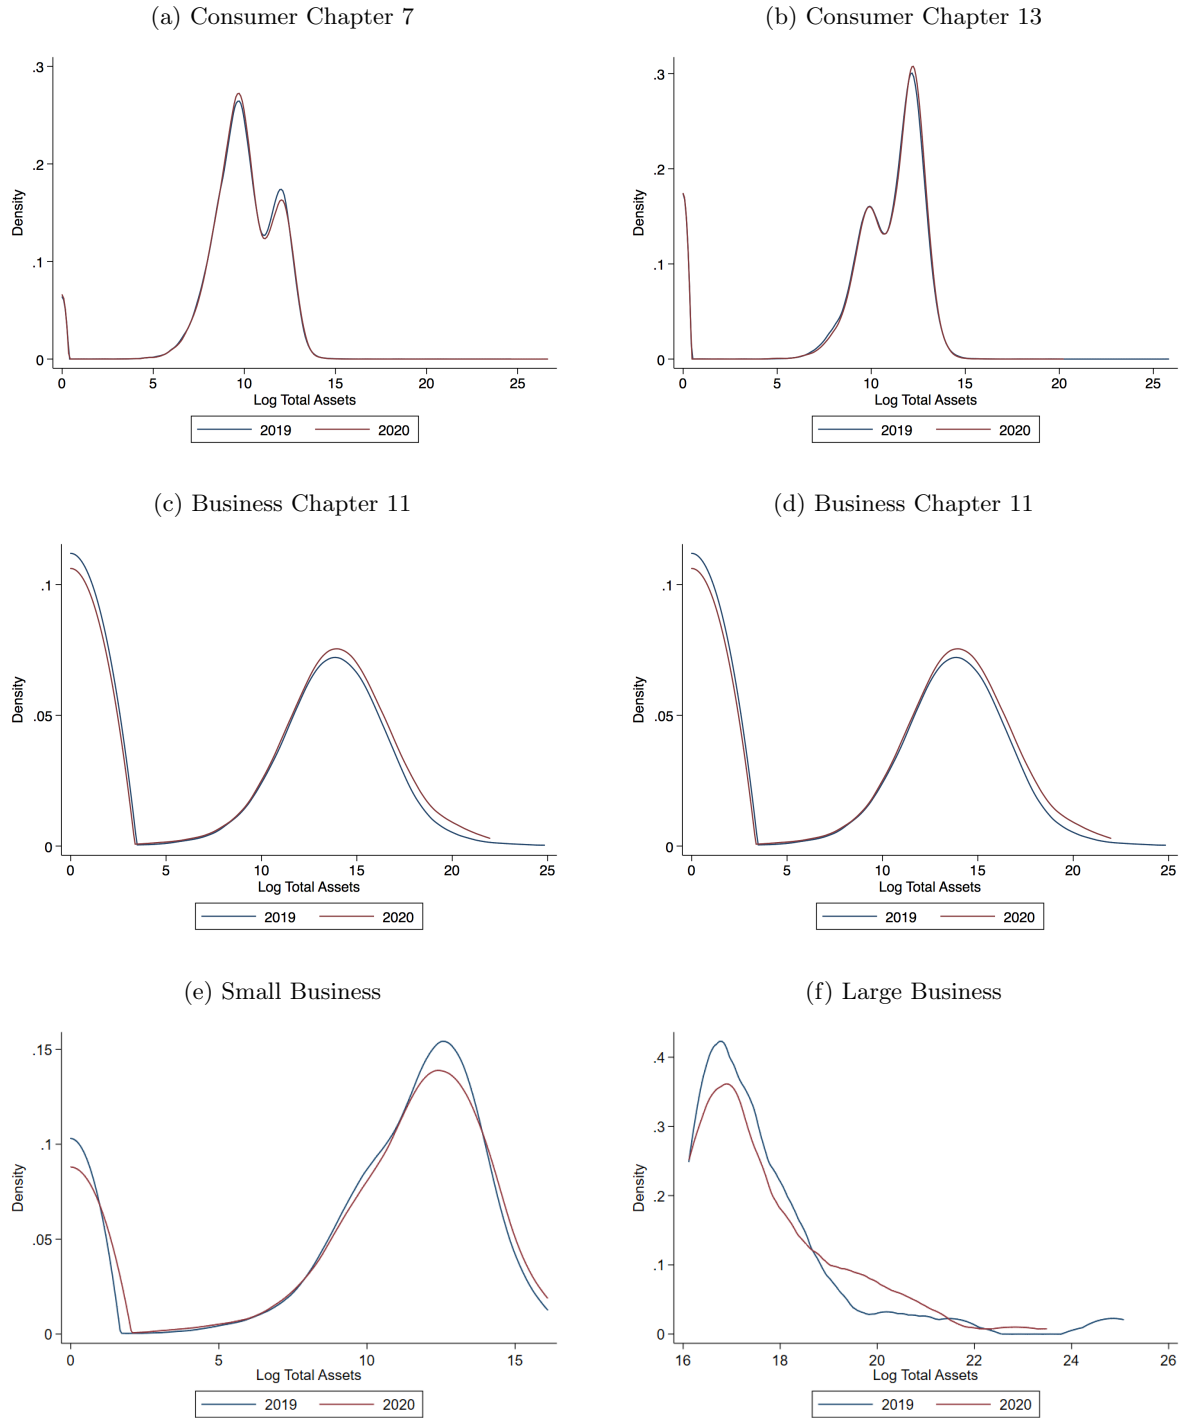 (a) Consumer Chapter 7
.3
.2
.1
0
Density
0 5 10 15 20 25
Log Total Assets
2019 2020
(b) Consumer Chapter 13
.3
.2
.1
0
Density
0 5 10 15 20 25
Log Total Assets
2019 2020
(c) Business Chapter 11
.1
.05
0
Density
0 5 10 15 20 25
Log Total Assets
2019 2020
(d) Business Chapter 11
.1
.05
0
Density
0 5 10 15 20 25
Log Total Assets
2019 2020
(e) Small Business
.15
.1
.05
0
Density
0 5 10 15
Log Total Assets
2019 2020
(f) Large Business
.4
.3
.2
.1
0
Density
16 18 20 22 24 26
Log Total Assets
2019 2020